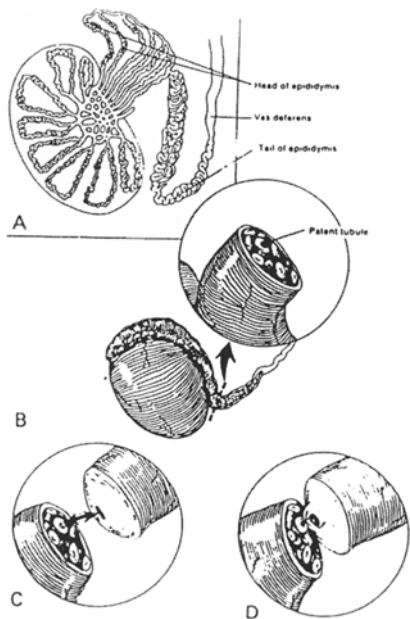 Head of epididymis
Vas deferens
Tail of epididymis
A
Patent tubule
B
C
D